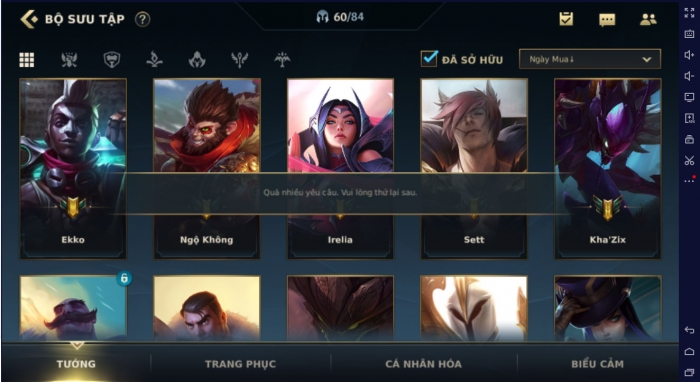 BỘ SƯU TẬP ?
60/84
ĐÃ SỞ HỮU
Ngày Mua↓
Quá nhiều yêu cầu. Vui lòng thử lại sau.
Ekko
Ngộ Không
Irelia
Sett
Kha'Zix
TƯỚNG
TRANG PHỤC
CÁ NHÂN HÓA
BIỂU CẢM